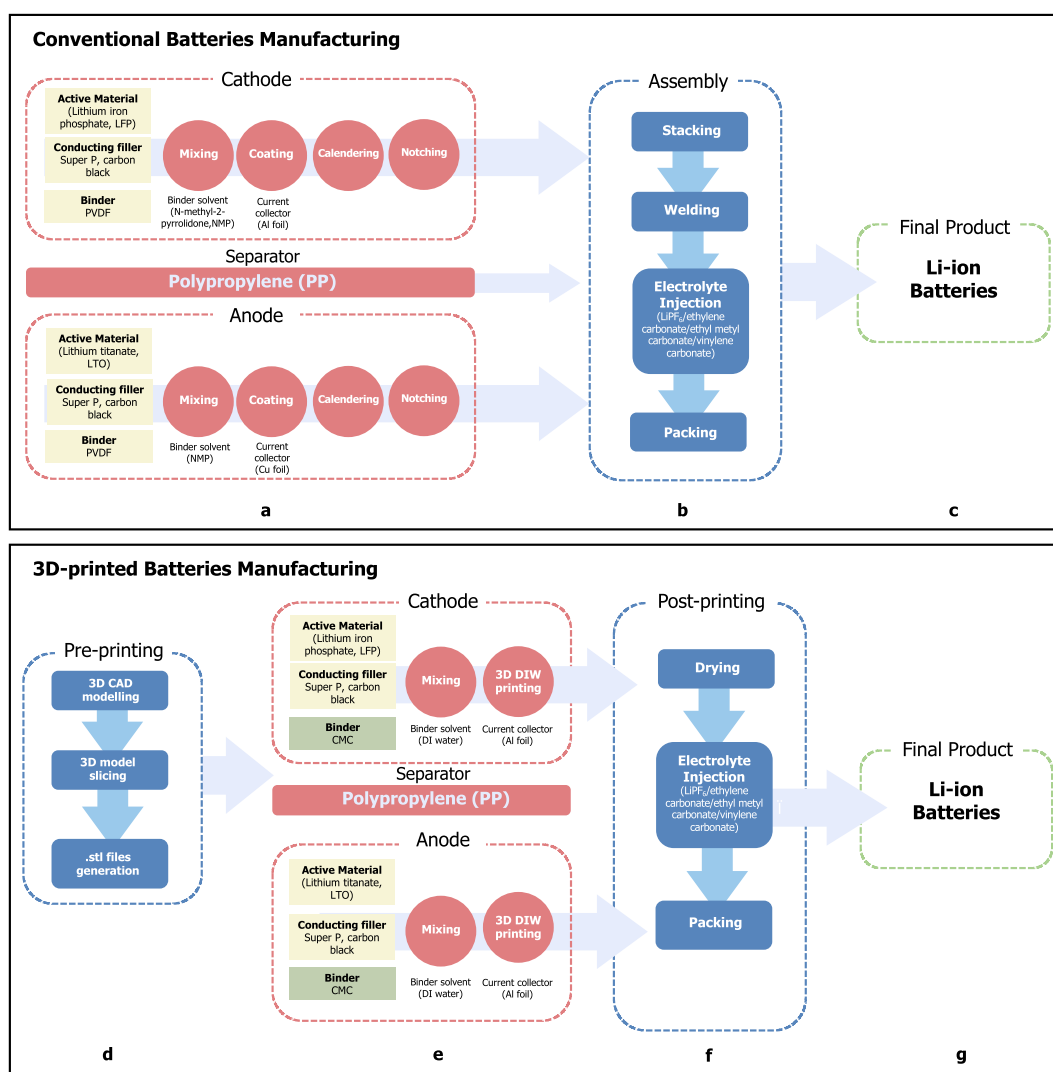 Conventional Batteries Manufacturing
Cathode
Active Material
(Lithium iron
phosphate, LFP)
Conducting filler
Super P, carbon
black
Binder
PVDF
Mixing
Coating
Calendering
Notching
Binder solvent
(N-methyl-2-
pyrrolidone,NMP)
Current
collector
(Al foil)
Separator
Polypropylene (PP)
Anode
Active Material
(Lithium titanate,
LTO)
Conducting filler
Super P, carbon
black
Binder
PVDF
Mixing
Coating
Calendering
Notching
Binder solvent
(NMP)
Current
collector
(Cu foil)
Assembly
Stacking
Welding
Electrolyte
Injection
(LiPF₆/ethylene
carbonate/ethyl metyl
carbonate/vinylene
carbonate)
Packing
Final Product
Li-ion
Batteries
a
b
c
3D-printed Batteries Manufacturing
Pre-printing
3D CAD
modelling
3D model
slicing
.stl files
generation
Cathode
Active Material
(Lithium iron
phosphate, LFP)
Conducting filler
Super P, carbon
black
Binder
CMC
Mixing
3D DIW
printing
Binder solvent
(DI water)
Current collector
(Al foil)
Separator
Polypropylene (PP)
Anode
Active Material
(Lithium titanate,
LTO)
Conducting filler
Super P, carbon
black
Binder
CMC
Mixing
3D DIW
printing
Binder solvent
(DI water)
Current collector
(Al foil)
Post-printing
Drying
Electrolyte
Injection
(LiPF₆/ethylene
carbonate/ethyl metyl
carbonate/vinylene
carbonate)
Packing
Final Product
Li-ion
Batteries
d
e
f
g